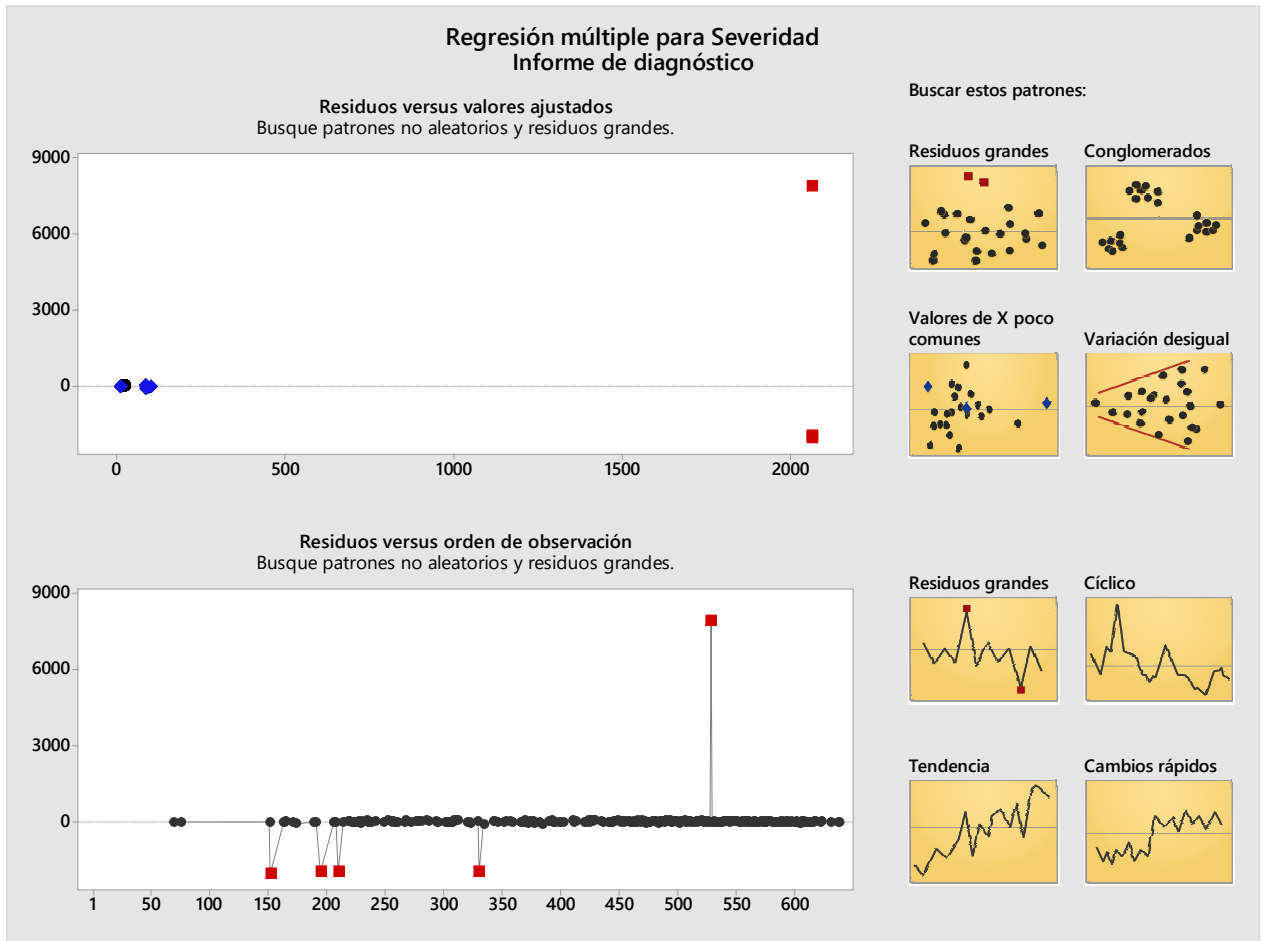 Regresión múltiple para Severidad
Informe de diagnóstico
Residuos versus valores ajustados
Busque patrones no aleatorios y residuos grandes.
9000
6000
3000
0
0
500
1000
1500
2000
Buscar estos patrones:
Residuos grandes
Conglomerados
Valores de X poco
comunes
Variación desigual
Residuos versus orden de observación
Busque patrones no aleatorios y residuos grandes.
9000
6000
3000
0
1
50
100
150
200
250
300
350
400
450
500
550
600
Residuos grandes
Cíclico
Tendencia
Cambios rápidos